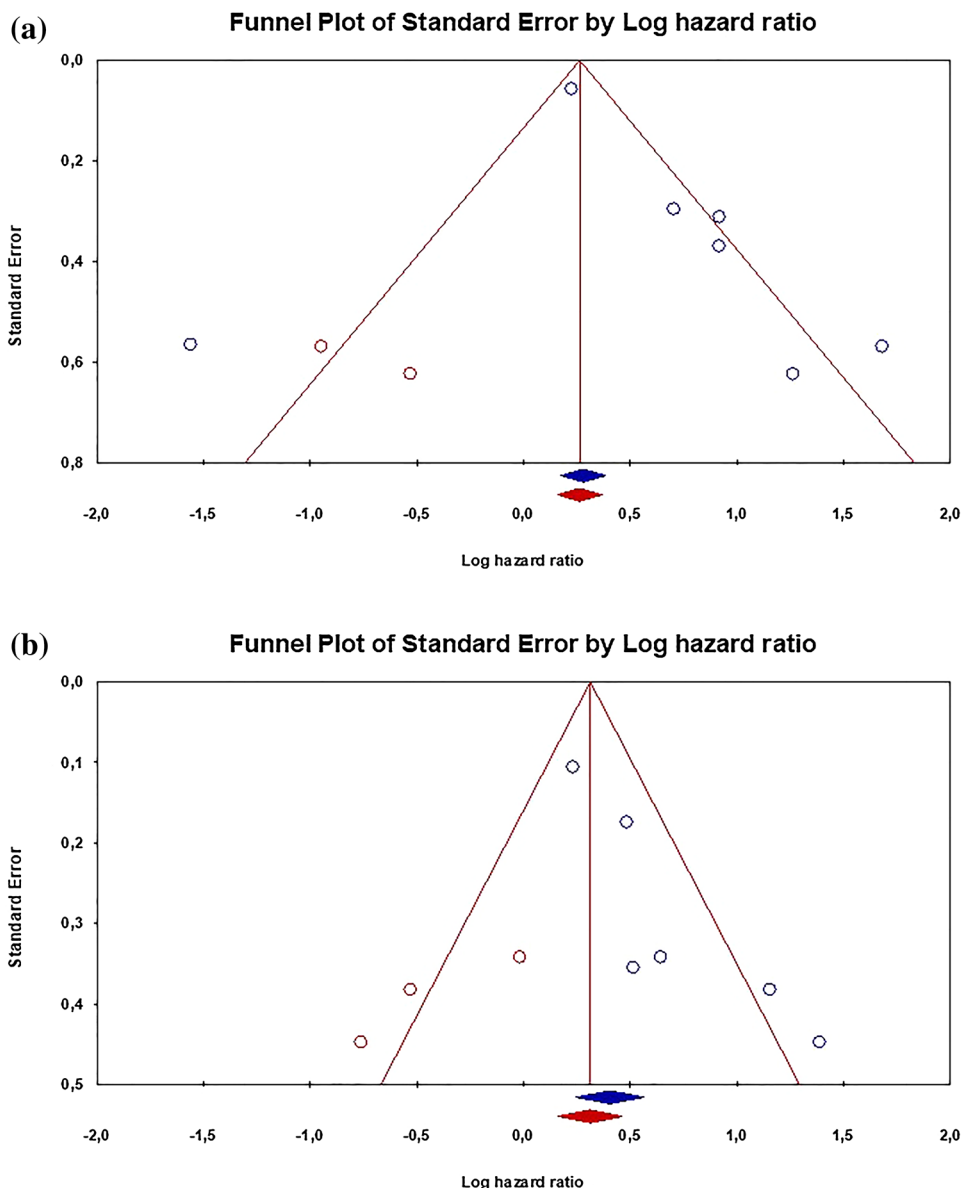 (a)
Funnel Plot of Standard Error by Log hazard ratio
0,0
0,2
0,4
0,6
0,8
Standard Error
-2,0 -1,5 -1,0 -0,5 0,0 0,5 1,0 1,5 2,0
Log hazard ratio
(b)
Funnel Plot of Standard Error by Log hazard ratio
0,0
0,1
0,2
0,3
0,4
0,5
Standard Error
-2,0 -1,5 -1,0 -0,5 0,0 0,5 1,0 1,5 2,0
Log hazard ratio